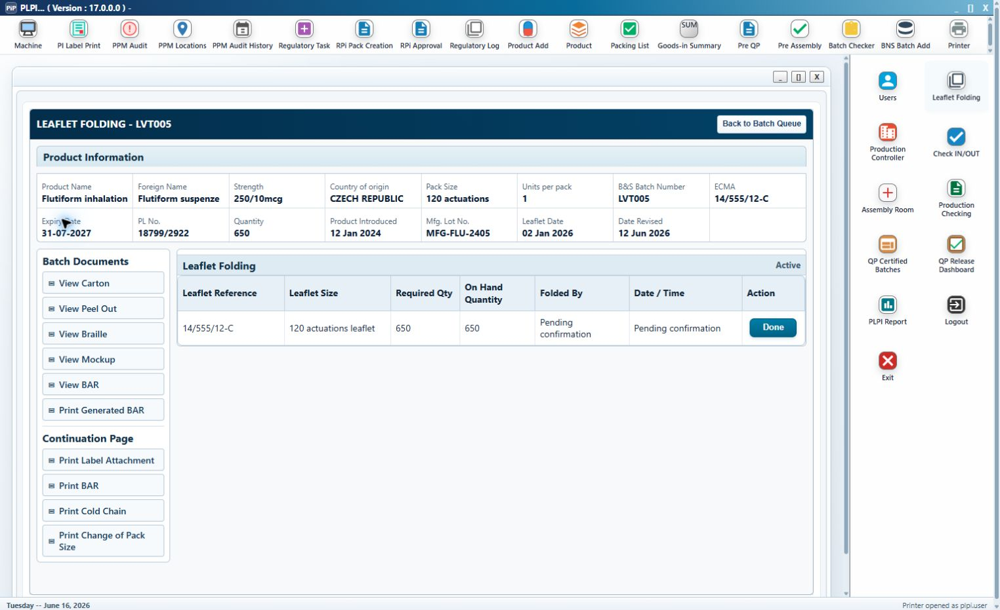 PiP PLPI... ( Version : 17.0.0.0 ) -
_ [] X
Machine
PI Label Print
PPM Audit
PPM Locations
PPM Audit History
Regulatory Task
RPi Pack Creation
RPi Approval
Regulatory Log
Product Add
Product
Packing List
SUM
Goods-in Summary
Pre QP
Pre Assembly
Batch Checker
BNS Batch Add
Printer
_ [] X
LEAFLET FOLDING - LVT005
Back to Batch Queue
Product Information
Product Name Foreign Name Strength Country of origin Pack Size Units per pack B&S Batch Number ECMA
Flutiform inhalation Flutiform suspenze 250/10mcg CZECH REPUBLIC 120 actuations 1 LVT005 14/555/12-C
Expiry Date PL No. Quantity Product Introduced Mfg. Lot No. Leaflet Date Date Revised
31-07-2027 18799/2922 650 12 Jan 2024 MFG-FLU-2405 02 Jan 2026 12 Jun 2026
Batch Documents
View Carton
View Peel Out
View Braille
View Mockup
View BAR
Print Generated BAR
Continuation Page
Print Label Attachment
Print BAR
Print Cold Chain
Print Change of Pack
Size
Leaflet Folding Active
Leaflet Reference Leaflet Size Required Qty On Hand Quantity Folded By Date / Time Action
14/555/12-C 120 actuations leaflet 650 650 Pending confirmation Pending confirmation Done
Users
Leaflet Folding
Production
Controller
Check IN/OUT
Assembly Room
Production
Checking
QP Certified
Batches
QP Release
Dashboard
PLPI Report
Logout
Exit
Tuesday -- June 16, 2026
Printer opened as plpi.user